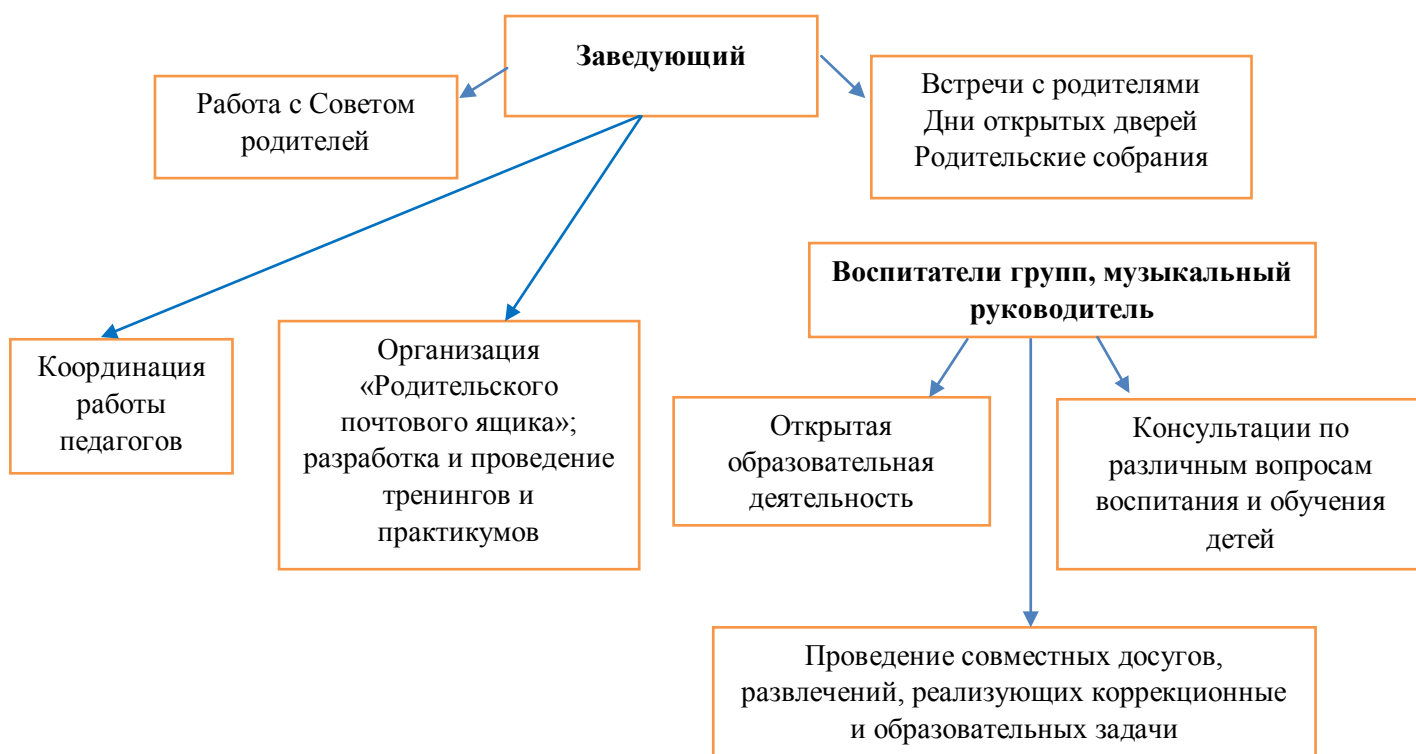 Заведующий
Работа с Советом
родителей
Встречи с родителями
Дни открытых дверей
Родительские собрания
Воспитатели групп, музыкальный
руководитель
Координация
работы
педагогов
Организация
«Родительского
почтового ящика»;
разработка и проведение
тренингов и
практикумов
Открытая
образовательная
деятельность
Консультации по
различным вопросам
воспитания и обучения
детей
Проведение совместных досугов,
развлечений, реализующих коррекционные
и образовательных задачи